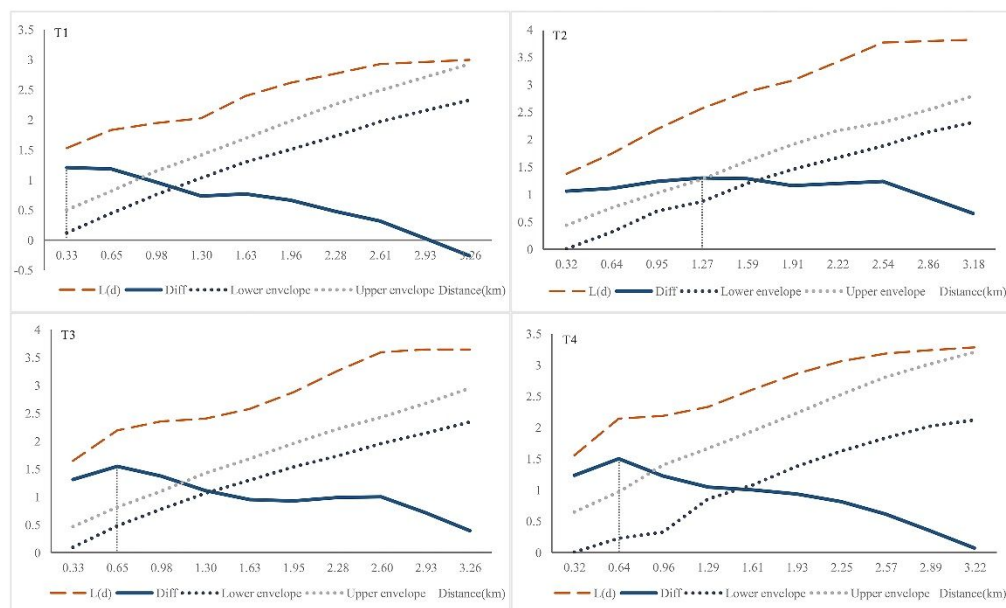 T1
3.5
3
2.5
2
1.5
1
0.5
0
-0.5
0.33 0.65 0.98 1.30 1.63 1.96 2.28 2.61 2.93 3.26
L(d) Diff Lower envelope Upper envelope Distance(km)
T2
4
3.5
3
2.5
2
1.5
1
0.5
0
0.32 0.64 0.95 1.27 1.59 1.91 2.22 2.54 2.86 3.18
L(d) Diff Lower envelope Upper envelope Distance(km)
T3
4
3.5
3
2.5
2
1.5
1
0.5
0
0.33 0.65 0.98 1.30 1.63 1.95 2.28 2.60 2.93 3.26
L(d) Diff Lower envelope Upper envelope Distance(km)
T4
3.5
3
2.5
2
1.5
1
0.5
0
0.32 0.64 0.96 1.29 1.61 1.93 2.25 2.57 2.89 3.22
L(d) Diff Lower envelope Upper envelope Distance(km)